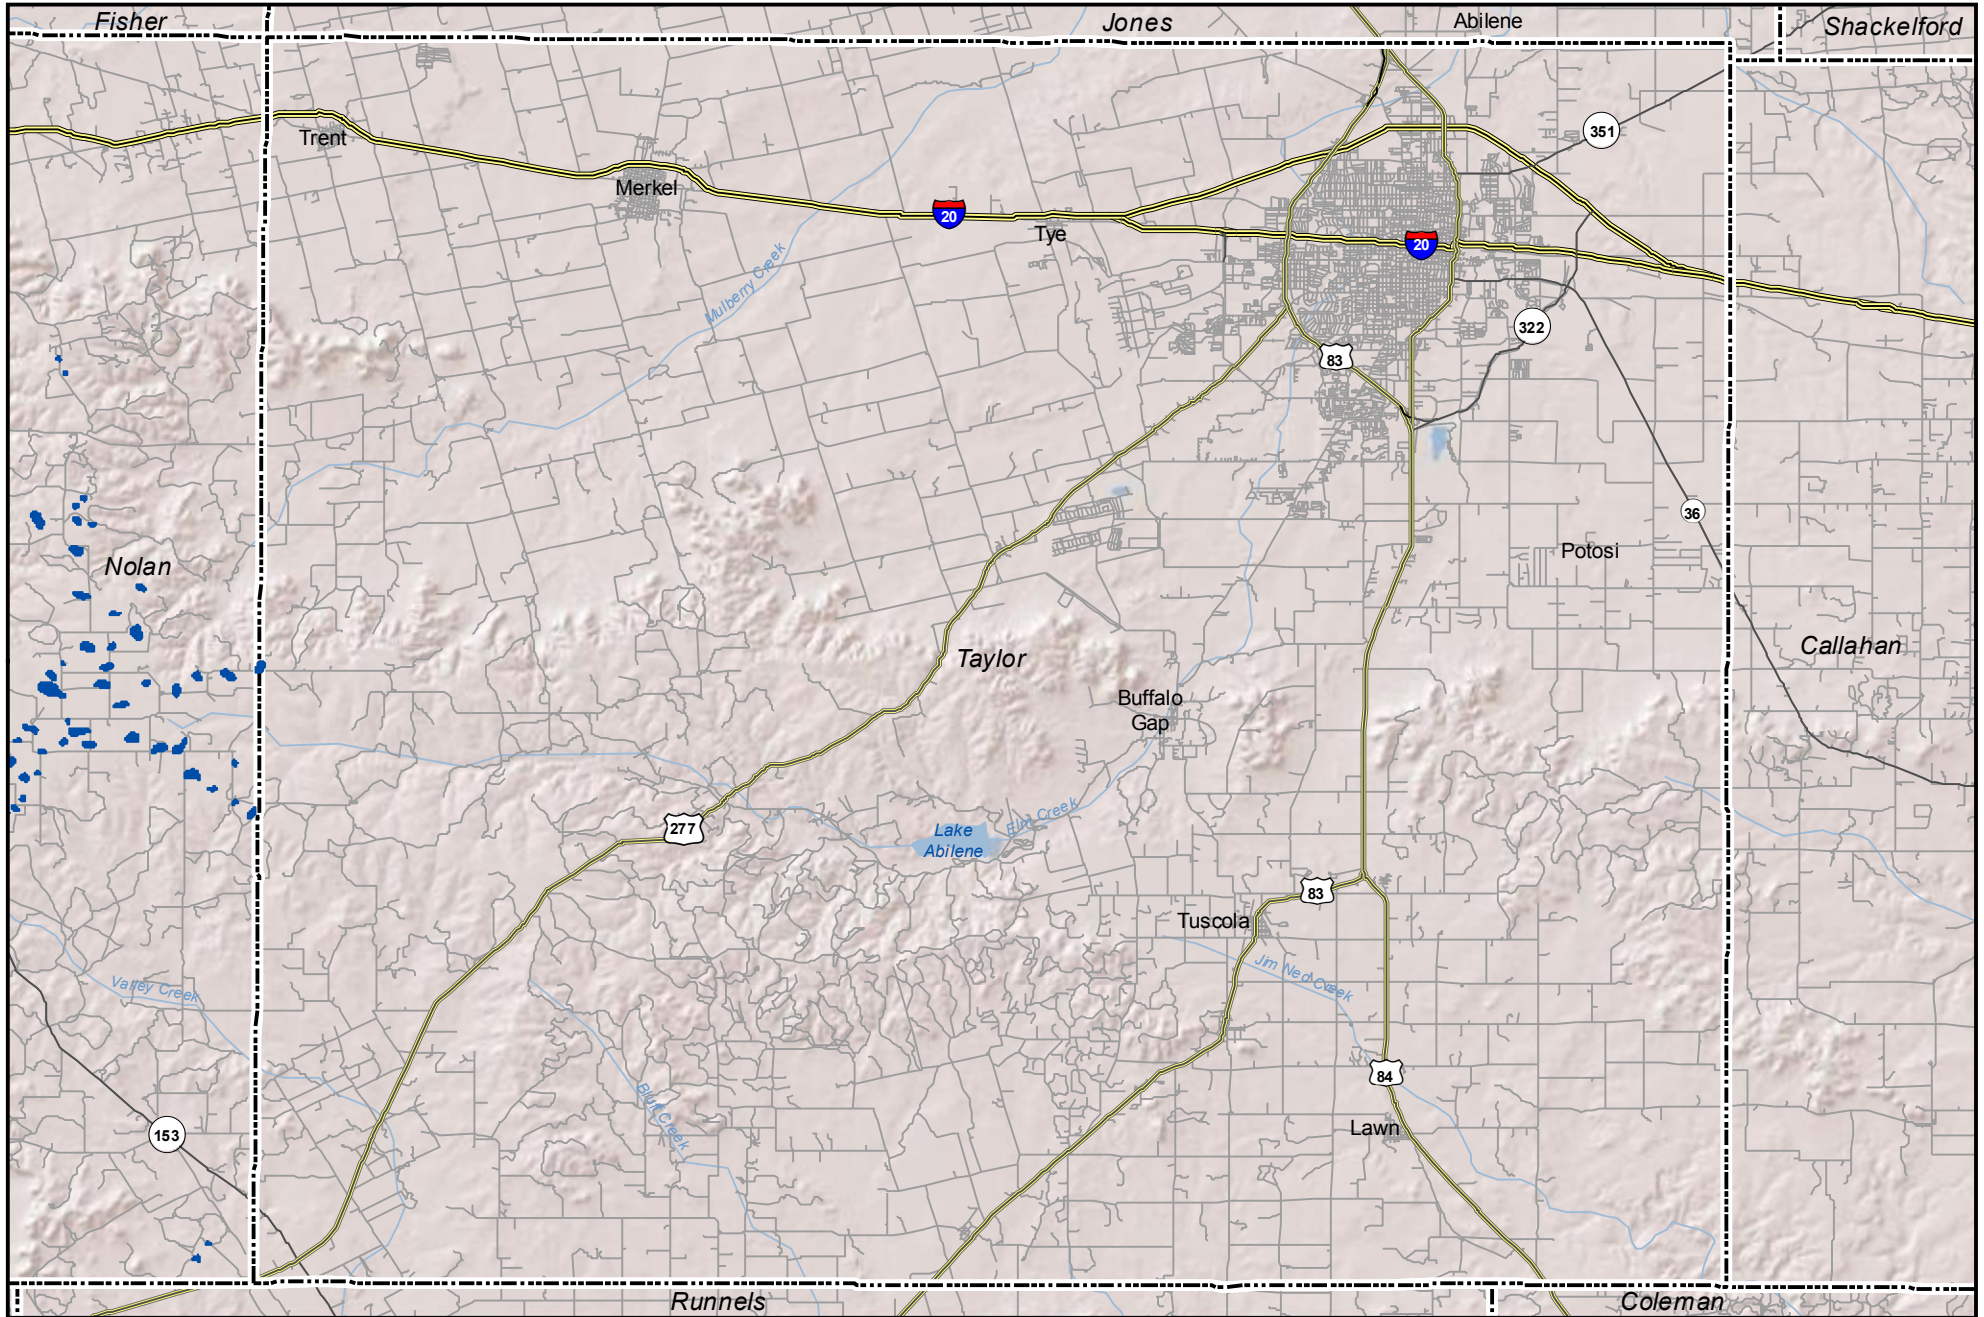 Fisher
Jones
Abilene
Shackelford
351
Trent
Merkel
20
Tye
20
Mulberry Creek
322
83
36
Potosi
Nolan
Taylor
Callahan
Buffalo
Gap
277
Lake
Abilene
Elm Creek
83
Tuscola
Jim Ned Creek
Valley Creek
84
Bluff Creek
Lawn
153
Runnels
Coleman